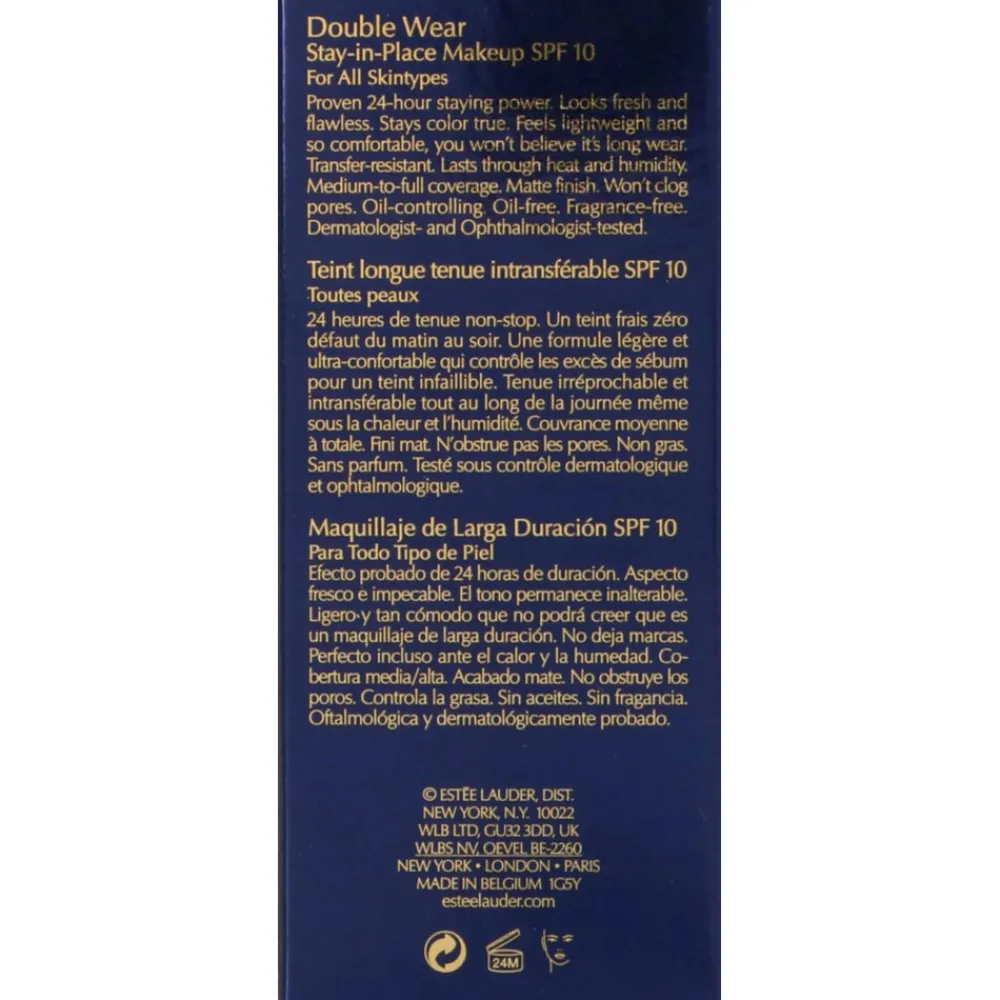 Double Wear
Stay-in-Place Makeup SPF 10
For All Skintypes
Proven 24-hour staying power. Looks fresh and
flawless. Stays color true. Feels lightweight and
so comfortable, you won't believe it's long wear.
Transfer-resistant. Lasts through heat and humidity.
Medium-to-full coverage. Matte finish. Won't clog
pores. Oil-controlling. Oil-free. Fragrance-free.
Dermatologist- and Ophthalmologist-tested.
Teint longue tenue intransférable SPF 10
Toutes peaux
24 heures de tenue non-stop. Un teint frais zéro
défaut du matin au soir. Une formule légère et
ultra-confortable qui contrôle les excès de sébum
pour un teint infaillible. Tenue irréprochable et
intransférable tout au long de la journée même
sous la chaleur et l'humidité. Couvrance moyenne
à totale. Fini mat. N'obstrue pas les pores. Non gras.
Sans parfum. Testé sous contrôle dermatologique
et ophtalmologique.
Maquillaje de Larga Duración SPF 10
Para Todo Tipo de Piel
Efecto probado de 24 horas de duración. Aspecto
fresco e impecable. El tono permanece inalterable.
Ligero y tan cómodo que no podrá creer que es
un maquillaje de larga duración. No deja marcas.
Perfecto incluso ante el calor y la humedad. Co-
bertura media/alta. Acabado mate. No obstruye los
poros. Controla la grasa. Sin aceites. Sin fragancia.
Oftalmológica y dermatológicamente probado.
© ESTĒE LAUDER, DIST.
NEW YORK, N.Y. 10022
WLB LTD, GU32 3DD, UK
WLBS NV, OEVEL BE-2260
NEW YORK • LONDON • PARIS
MADE IN BELGIUM 1G5Y
esteelauder.com
24M